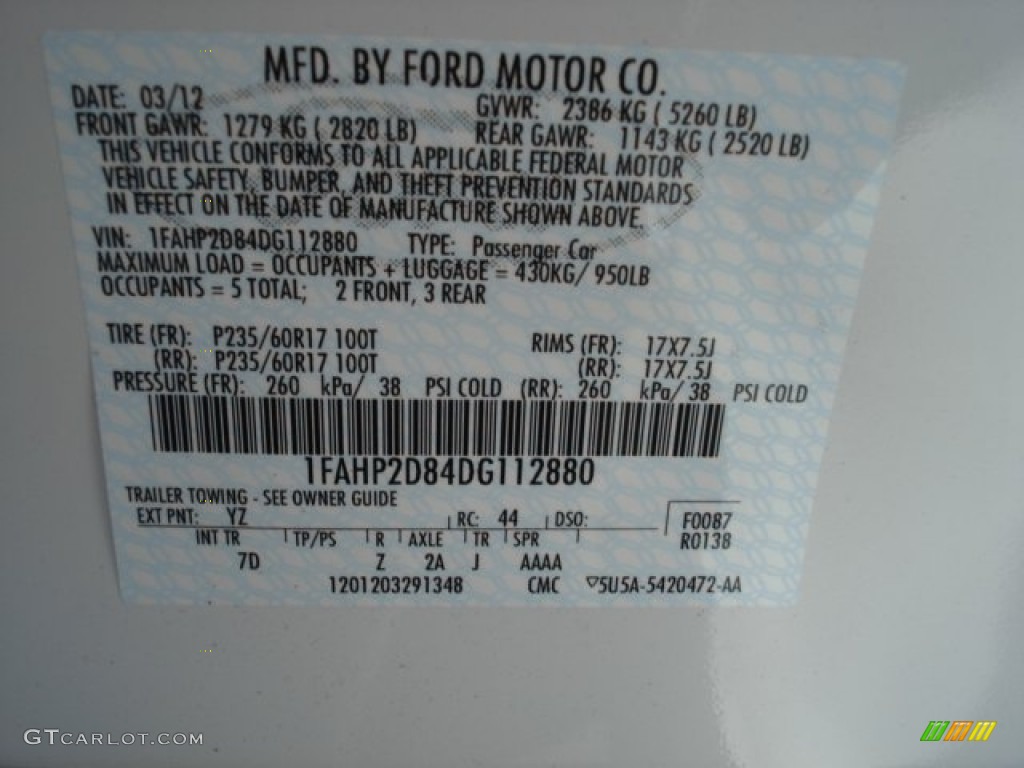 MFD. BY FORD MOTOR CO.
DATE: 03/12 GVWR: 2386 KG ( 5260 LB)
FRONT GAWR: 1279 KG ( 2820 LB) REAR GAWR: 1143 KG ( 2520 LB)
THIS VEHICLE CONFORMS TO ALL APPLICABLE FEDERAL MOTOR
VEHICLE SAFETY, BUMPER, AND THEFT PREVENTION STANDARDS
IN EFFECT ON THE DATE OF MANUFACTURE SHOWN ABOVE.
VIN: 1FAHP2D84DG112880 TYPE: Passenger Car
MAXIMUM LOAD = OCCUPANTS + LUGGAGE = 430KG/ 950LB
OCCUPANTS = 5 TOTAL; 2 FRONT, 3 REAR
TIRE (FR): P235/60R17 100T RIMS (FR): 17X7.5J
(RR): P235/60R17 100T (RR): 17X7.5J
PRESSURE (FR): 260 kPa/ 38 PSI COLD (RR): 260 kPa/ 38 PSI COLD
1FAHP2D84DG112880
TRAILER TOWING - SEE OWNER GUIDE
EXT PNT: YZ RC: 44 DSO: F0087
INT TR TP/PS R AXLE TR SPR R0138
7D Z 2A J AAAA
1201203291348 CMC ▽5U5A-5420472-AA
GTCARLOT.COM